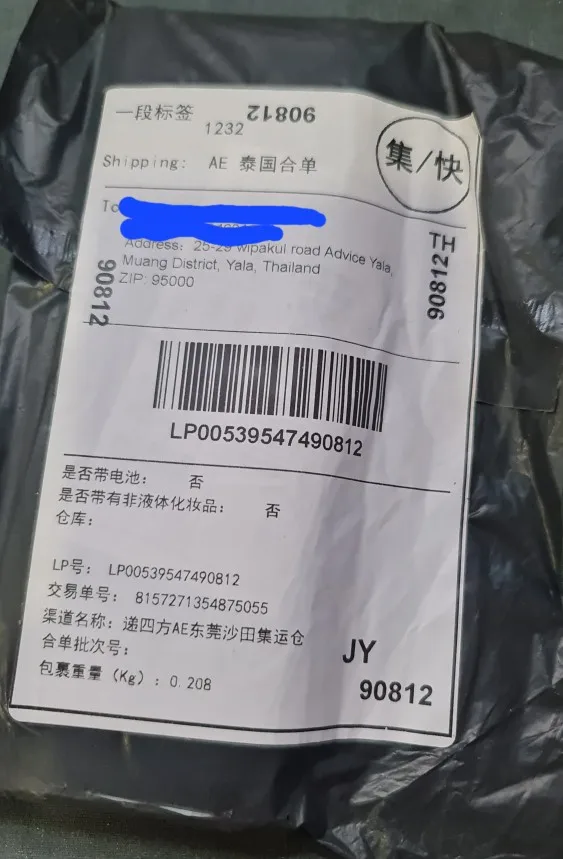 一段标签
90812
1232
集/快
Shipping: AE 泰国合单
To
Address: 25-29 wipakul road Advice Yala,
Muang District, Yala, Thailand
ZIP: 95000
90812
90812TH
LP00539547490812
是否带电池: 否
是否带有非液体化妆品: 否
仓库:
LP号: LP00539547490812
交易单号: 8157271354875055
渠道名称: 递四方AE东莞沙田集运仓
合单批次号:
JY
包裹重量 (Kg): 0.208
90812